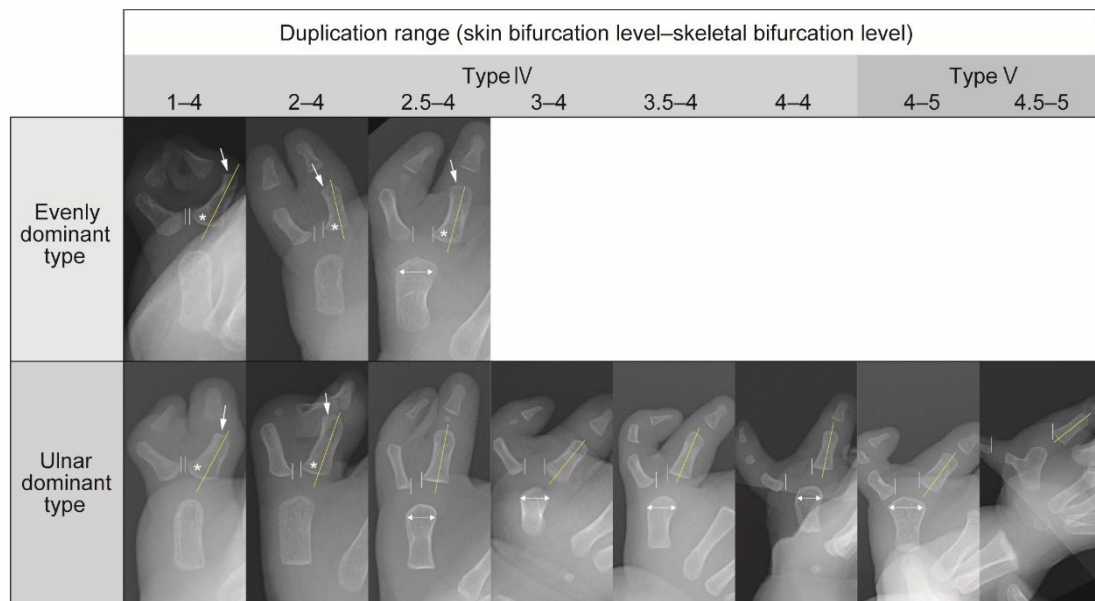 Duplication range (skin bifurcation level–skeletal bifurcation level)
Type IV
Type V
1–4
2–4
2.5–4
3–4
3.5–4
4–4
4–5
4.5–5
Evenly
dominant
type
*
*
*
Ulnar
dominant
type
*
*